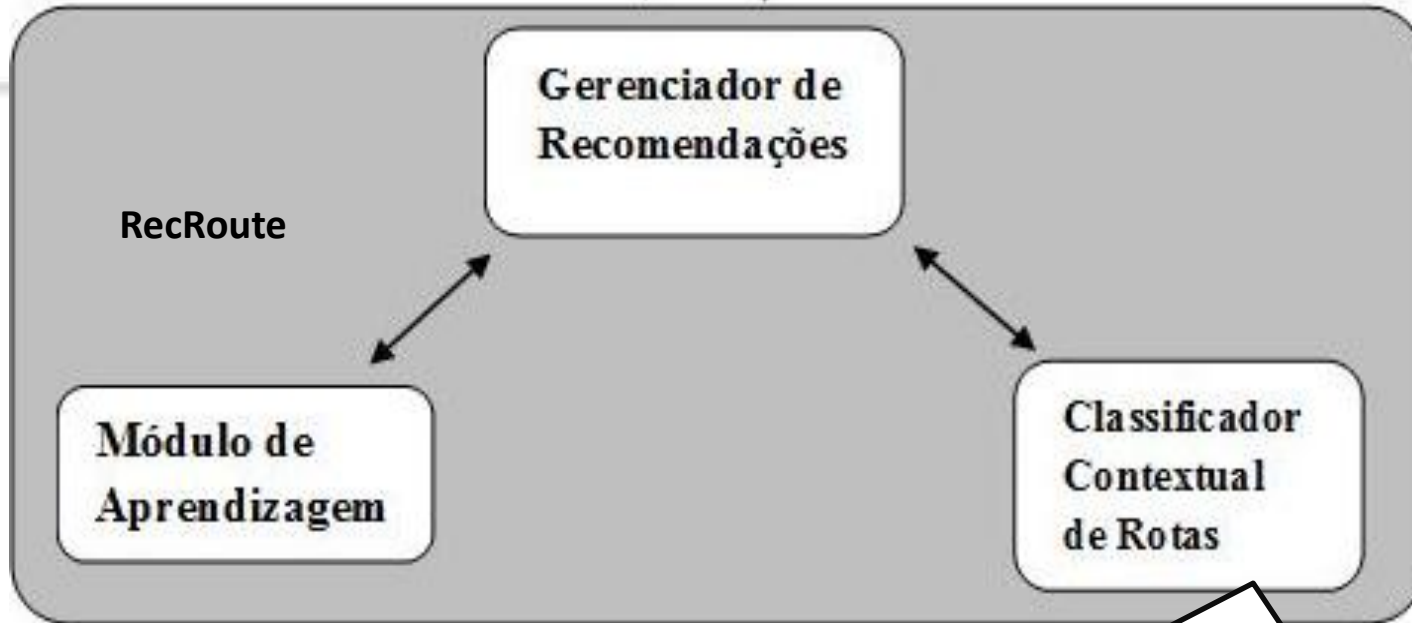 Gerenciador de
Recomendações
RecRoute
Módulo de
Aprendizagem
Classificador
Contextual
de Rotas